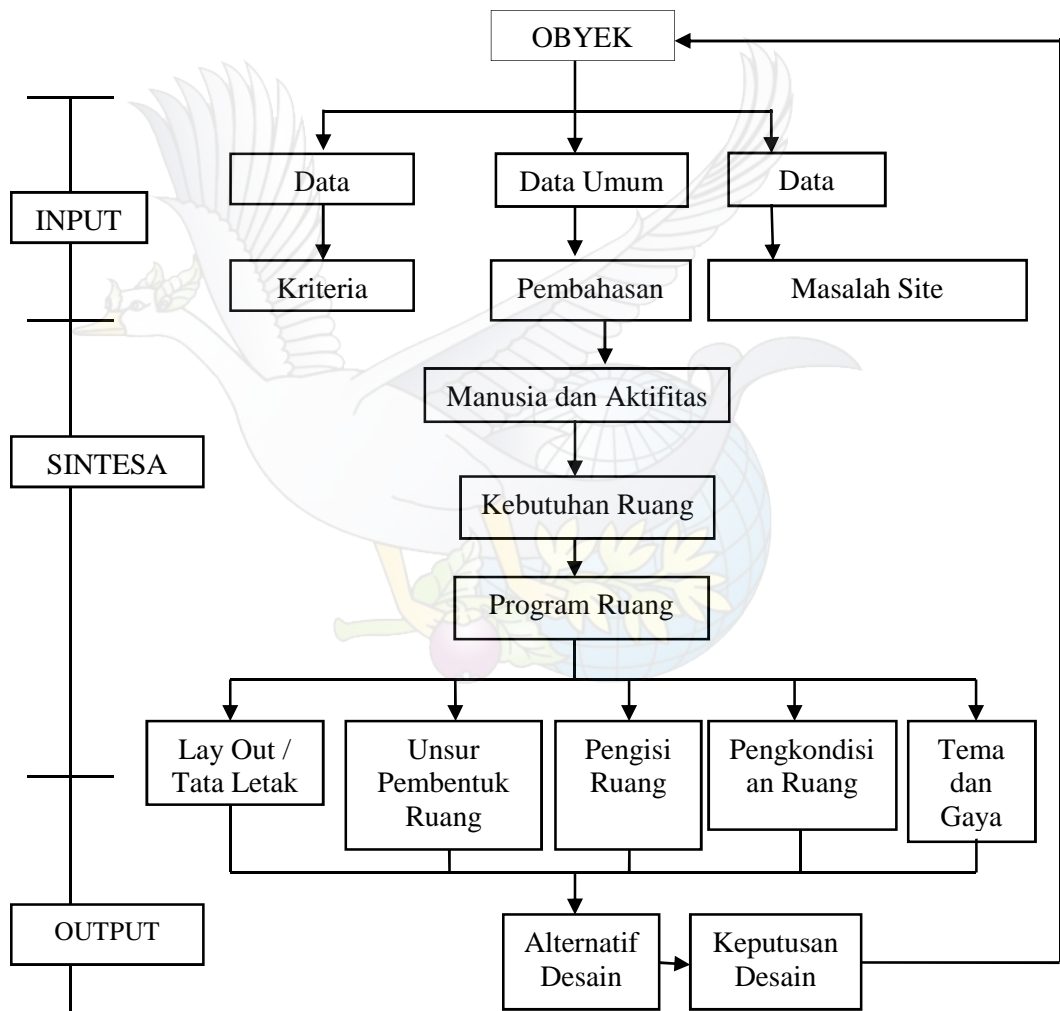 OBYEK
Data
Data Umum
Data
INPUT
Kriteria
Pembahasan
Masalah Site
Manusia dan Aktifitas
SINTESA
Kebutuhan Ruang
Program Ruang
Lay Out /
Tata Letak
Unsur
Pembentuk
Ruang
Pengisi
Ruang
Pengkondisi
an Ruang
Tema
dan
Gaya
OUTPUT
Alternatif
Desain
Keputusan
Desain